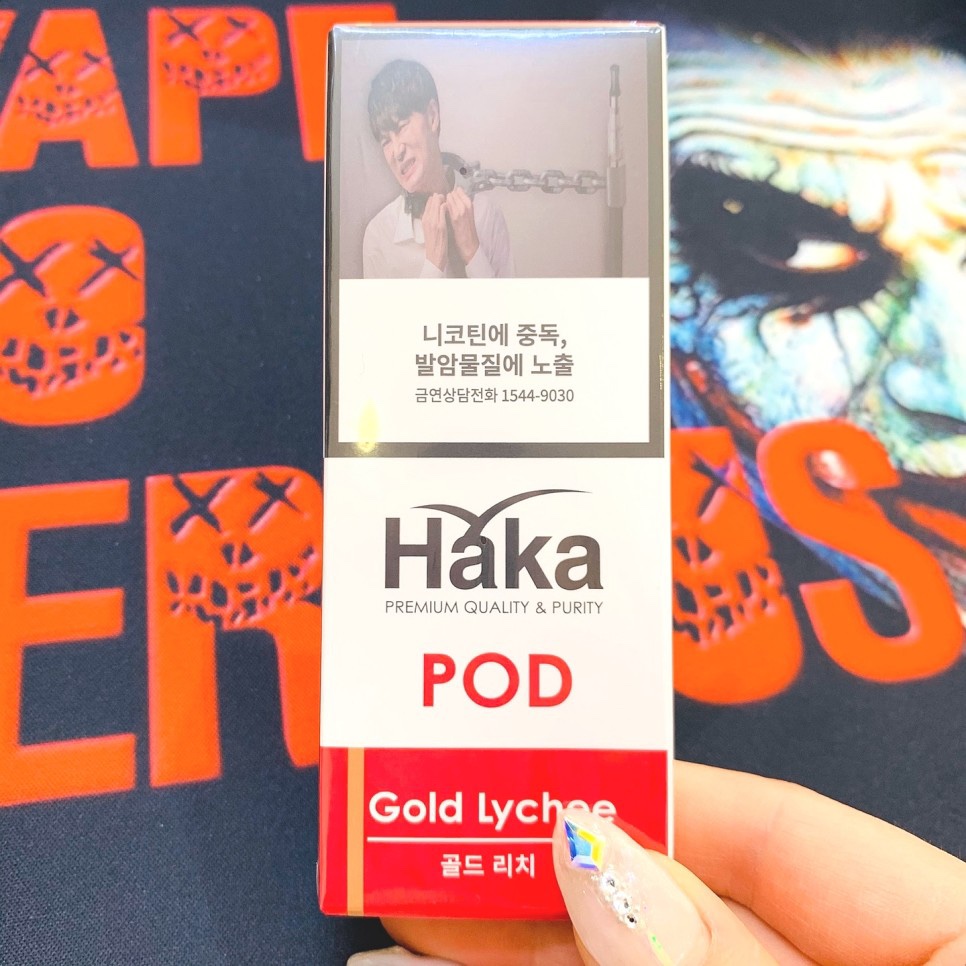 니코틴에 중독,
발암물질에 노출
금연상담전화 1544-9030
Haka
PREMIUM QUALITY & PURITY
POD
Gold Lychee
골드 리치